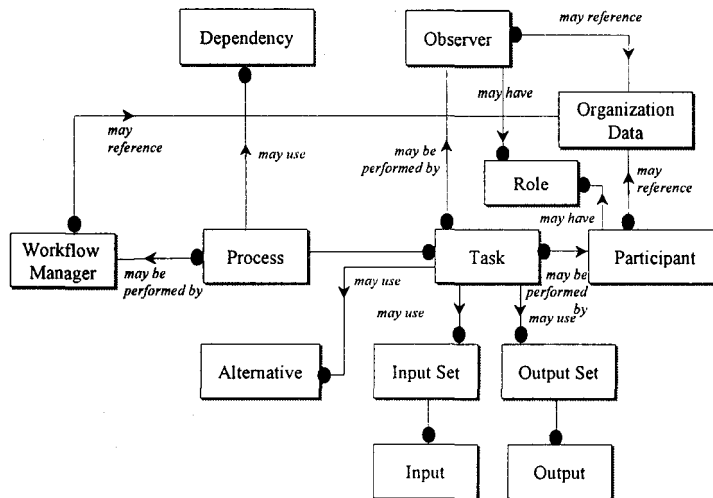 Dependency
Observer
may reference
may have
Organization
Data
may
reference
may use
may be
performed by
Role
may
reference
may have
Workflow
Manager
may be
performed by
Process
Task
may be
performed
by
Participant
may use
may use
may use
Alternative
Input Set
Output Set
Input
Output